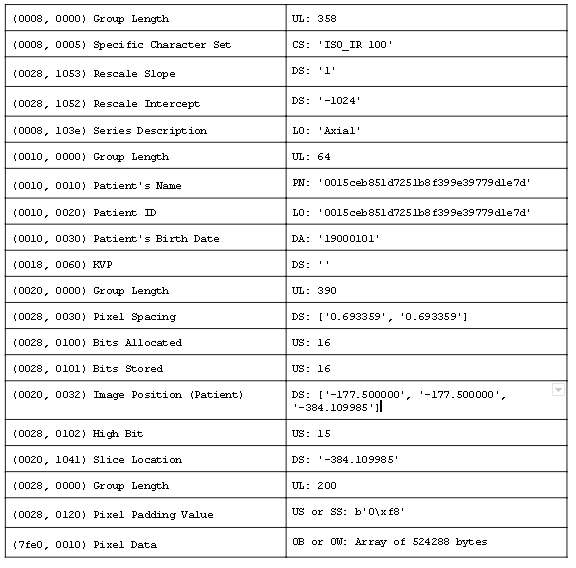 (0008, 0000) Group Length UL: 358
(0008, 0005) Specific Character Set CS: 'ISO_IR 100'
(0028, 1053) Rescale Slope DS: '1'
(0028, 1052) Rescale Intercept DS: '-1024'
(0008, 103e) Series Description LO: 'Axial'
(0010, 0000) Group Length UL: 64
(0010, 0010) Patient's Name PN: '0015ceb851d7251b8f399e39779d1e7d'
(0010, 0020) Patient ID LO: '0015ceb851d7251b8f399e39779d1e7d'
(0010, 0030) Patient's Birth Date DA: '19000101'
(0018, 0060) KVP DS: ''
(0020, 0000) Group Length UL: 390
(0028, 0030) Pixel Spacing DS: ['0.693359', '0.693359']
(0028, 0100) Bits Allocated US: 16
(0028, 0101) Bits Stored US: 16
(0020, 0032) Image Position (Patient) DS: ['-177.500000', '-177.500000',
'-384.109985']
(0028, 0102) High Bit US: 15
(0020, 1041) Slice Location DS: '-384.109985'
(0028, 0000) Group Length UL: 200
(0028, 0120) Pixel Padding Value US or SS: b'0\xf8'
(7fe0, 0010) Pixel Data OB or OW: Array of 524288 bytes